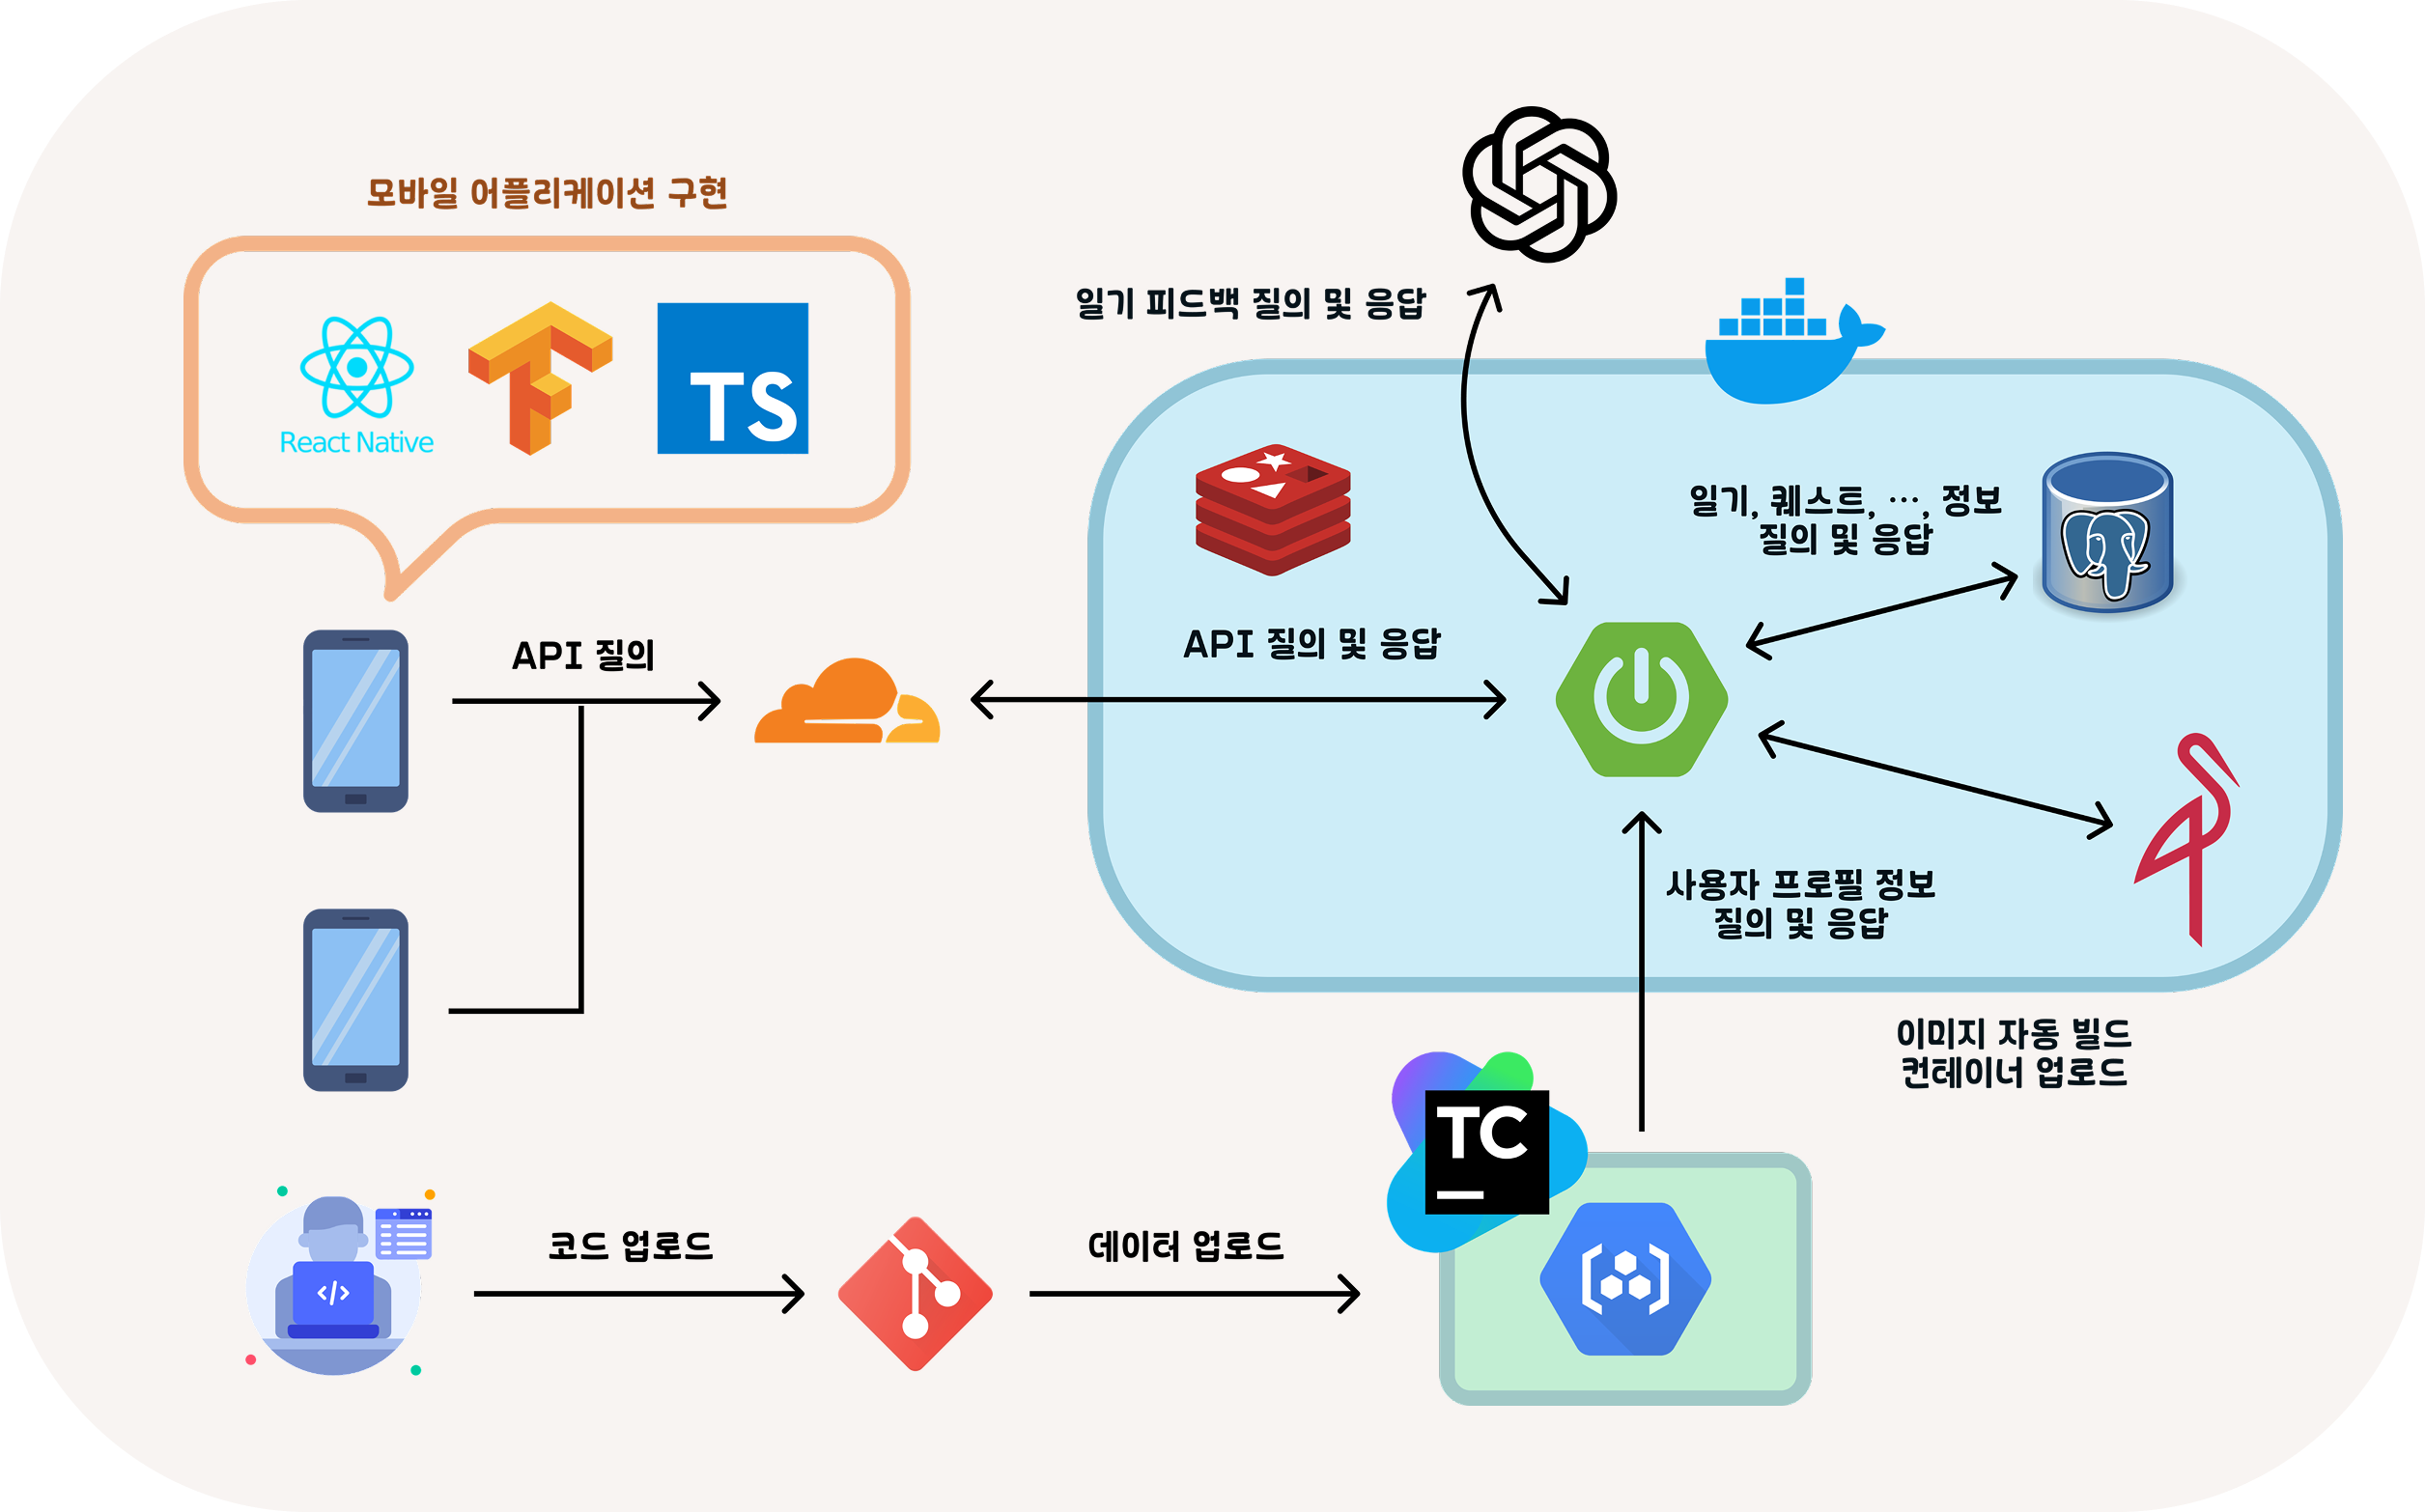 모바일 어플리케이션 구현
React Native
TS
일기 피드백 질의 및 응답
일기, 퀘스트, ···, 정보
질의 및 응답
API 질의
API 질의 및 응답
사용자 프로필 정보
질의 및 응답
이미지 자동 빌드
컨테이너 업로드
TC
코드 업로드
데이터 업로드